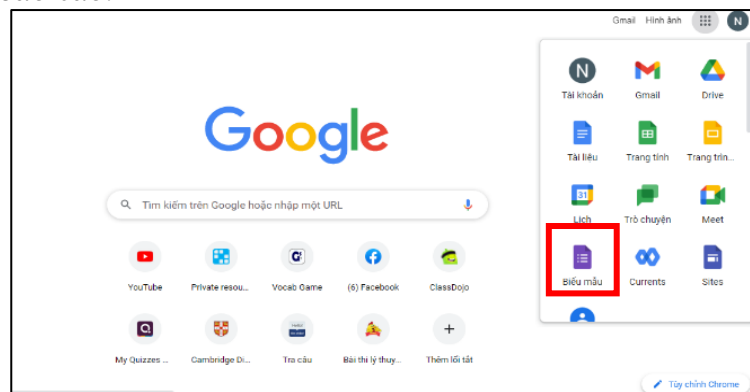 Gmail Hình ảnh N
N
Tài khoản Gmail Drive
Google
Tài liệu Trang tính Trang trìn...
Tìm kiếm trên Google hoặc nhập một URL
31
Lịch Trò chuyện Meet
YouTube Private resou... Vocab Game (6) Facebook ClassDojo
Biểu mẫu Currents Sites
My Quizzes ... Cambridge Di... Tra câu Bài thi lý thuy... Thêm lối tắt
Tùy chỉnh Chrome